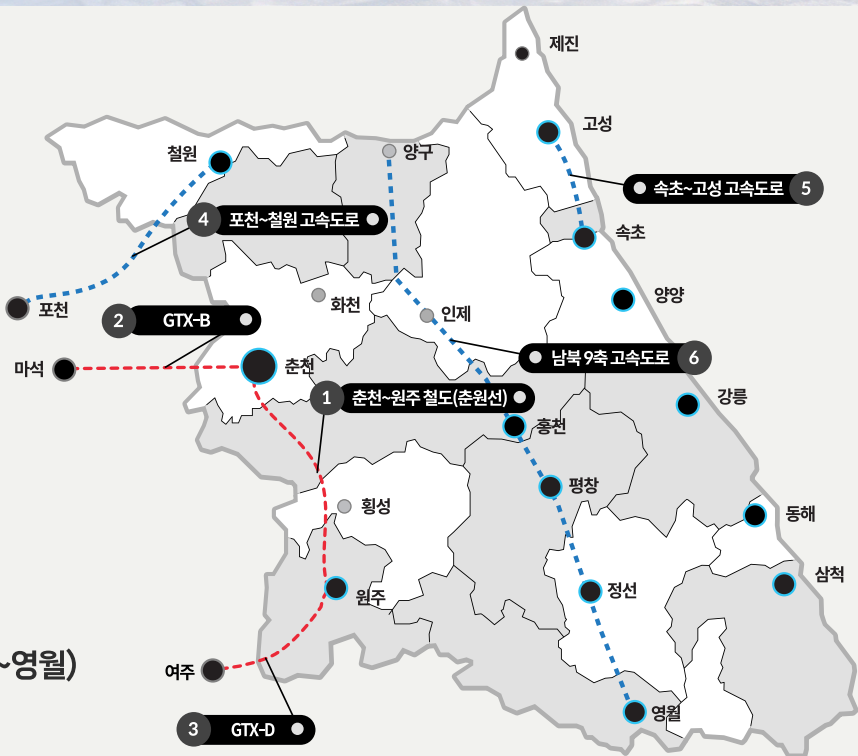 제진
고성
철원
양구
5 속초~고성 고속도로
4 포천~철원 고속도로
속초
양양
포천
화천
인제
2 GTX-B
마석
춘천
남북 9축 고속도로 6
1 춘천~원주 철도(춘원선)
강릉
홍천
평창
횡성
동해
원주
정선
삼척
~영월)
여주
영월
3 GTX-D